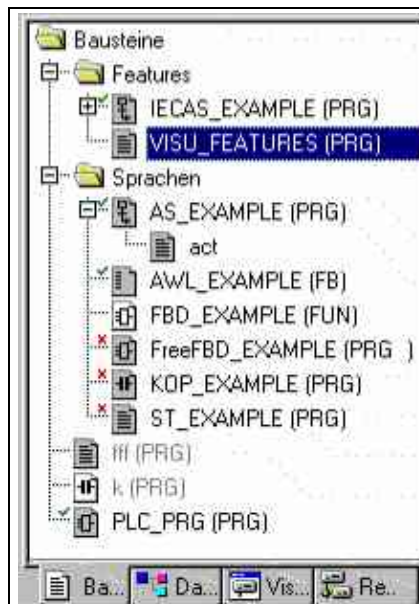 Bausteine
Features
IECAS_EXAMPLE (PRG)
VISU_FEATURES (PRG)
Sprachen
AS_EXAMPLE (PRG)
act
AWL_EXAMPLE (FB)
FBD_EXAMPLE (FUN)
FreeFBD_EXAMPLE (PRG )
KOP_EXAMPLE (PRG)
ST_EXAMPLE (PRG)
fff (PRG)
k (PRG)
PLC_PRG (PRG)
Ba... Da... Vis... Re..